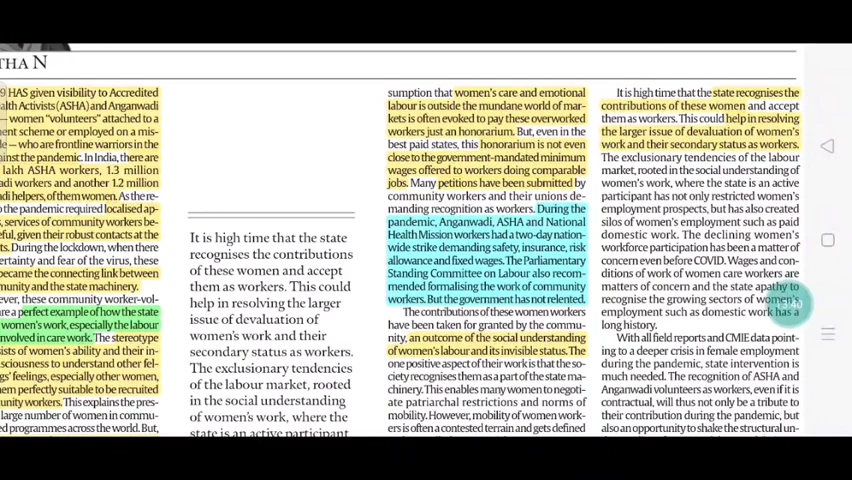 THA N
9 HAS given visibility to Accredited
alth Activists (ASHA) and Anganwadi
— women "volunteers" attached to a
ent scheme or employed on a mis-
de — who are frontline warriors in the
ainst the pandemic. In India, there are
lakh ASHA workers, 1.3 million
adi workers and another 1.2 million
adi helpers, of them women. As the re-
to the pandemic required localised ap-
s, services of community workers be-
eful, given their robust contacts at the
ts. During the lockdown, when there
ertainty and fear of the virus, these
became the connecting link between
munity and the state machinery.
ever, these community worker-vol-
are a perfect example of how the state
women's work, especially the labour
nvolved in care work. The stereotype
sists of women's ability and their in-
sciousness to understand other fel-
ngs' feelings, especially other women,
em perfectly suitable to be recruited
unity workers. This explains the pres-
large number of women in commu-
ed programmes across the world. But,
It is high time that the state
recognises the contributions
of these women and accept
them as workers. This could
help in resolving the larger
issue of devaluation of
women's work and their
secondary status as workers.
The exclusionary tendencies
of the labour market, rooted
in the social understanding
of women's work, where the
state is an active participant
sumption that women's care and emotional
labour is outside the mundane world of mar-
kets is often evoked to pay these overworked
workers just an honorarium. But, even in the
best paid states, this honorarium is not even
close to the government-mandated minimum
wages offered to workers doing comparable
jobs. Many petitions have been submitted by
community workers and their unions de-
manding recognition as workers. During the
pandemic, Anganwadi, ASHA and National
Health Mission workers had a two-day nation-
wide strike demanding safety, insurance, risk
allowance and fixed wages. The Parliamentary
Standing Committee on Labour also recom-
mended formalising the work of community
workers. But the government has not relented.
The contributions of these women workers
have been taken for granted by the commu-
nity, an outcome of the social understanding
of women's labour and its invisible status. The
one positive aspect of their work is that the so-
ciety recognises them as a part of the state ma-
chinery. This enables many women to negoti-
ate patriarchal restrictions and norms of
mobility. However, mobility of women work-
ers is often a contested terrain and gets defined
It is high time that the state recognises the
contributions of these women and accept
them as workers. This could help in resolving
the larger issue of devaluation of women's
work and their secondary status as workers.
The exclusionary tendencies of the labour
market, rooted in the social understanding of
women's work, where the state is an active
participant has not only restricted women's
employment prospects, but has also created
silos of women's employment such as paid
domestic work. The declining women's
workforce participation has been a matter of
concern even before COVID. Wages and con-
ditions of work of women care workers are
matters of concern and the state apathy to
recognise the growing sectors of women's
employment such as domestic work has a
long history.
With all field reports and CMIE data point-
ing to a deeper crisis in female employment
during the pandemic, state intervention is
much needed. The recognition of ASHA and
Anganwadi volunteers as workers, even if it is
contractual, will thus not only be a tribute to
their contribution during the pandemic, but
also an opportunity to shake the structural un-